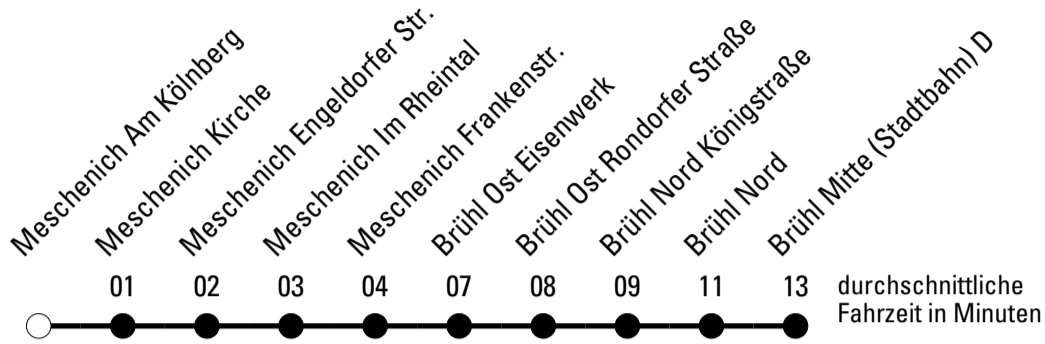 Meschenich Am Kölnberg
Meschenich Kirche
Meschenich Engeldorfer Str.
Meschenich Im Rheintal
Meschenich Frankenstr.
Brühl Ost Eisenwerk
Brühl Ost Rondorfer Straße
Brühl Nord Königstraße
Brühl Nord
Brühl Mitte (Stadtbahn) D
01 02 03 04 07 08 09 11 13
durchschnittliche
Fahrzeit in Minuten